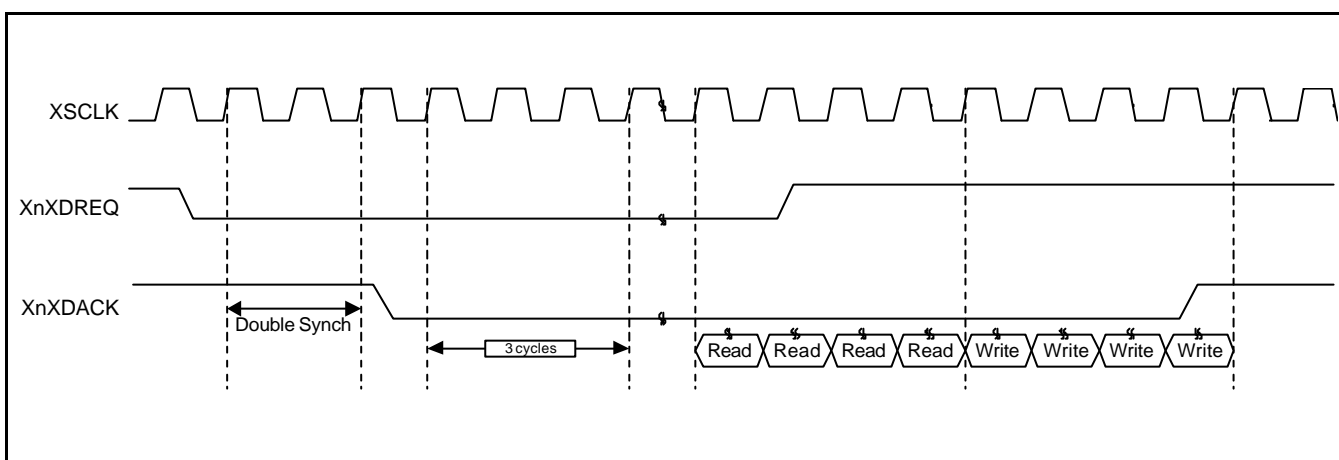 XSCLK
XnXDREQ
XnXDACK
Double Synch
3 cycles
Read Read Read Read Write Write Write Write